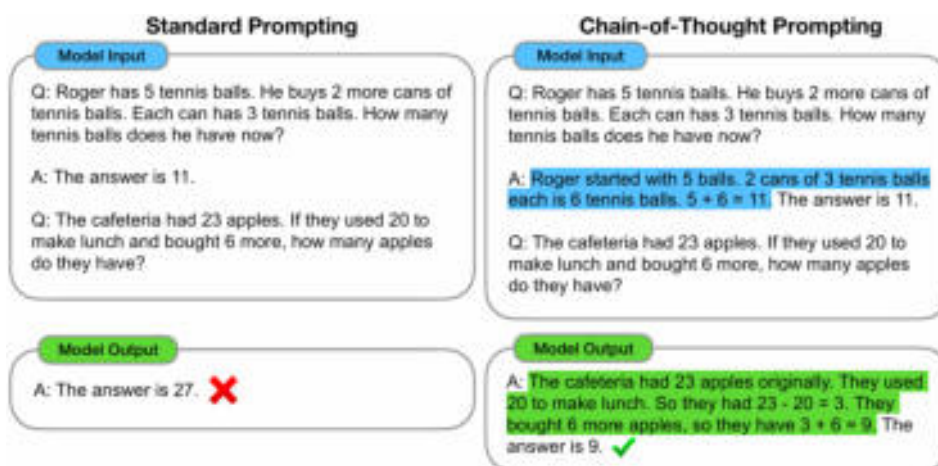 Standard Prompting
Model Input
Q: Roger has 5 tennis balls. He buys 2 more cans of
tennis balls. Each can has 3 tennis balls. How many
tennis balls does he have now?
A: The answer is 11.
Q: The cafeteria had 23 apples. If they used 20 to
make lunch and bought 6 more, how many apples
do they have?
Model Output
A: The answer is 27.
Chain-of-Thought Prompting
Model Input
Q: Roger has 5 tennis balls. He buys 2 more cans of
tennis balls. Each can has 3 tennis balls. How many
tennis balls does he have now?
A: Roger started with 5 balls. 2 cans of 3 tennis balls
each is 6 tennis balls. 5 + 6 = 11. The answer is 11.
Q: The cafeteria had 23 apples. If they used 20 to
make lunch and bought 6 more, how many apples
do they have?
Model Output
A: The cafeteria had 23 apples originally. They used
20 to make lunch. So they had 23 - 20 = 3. They
bought 6 more apples, so they have 3 + 6 = 9. The
answer is 9.